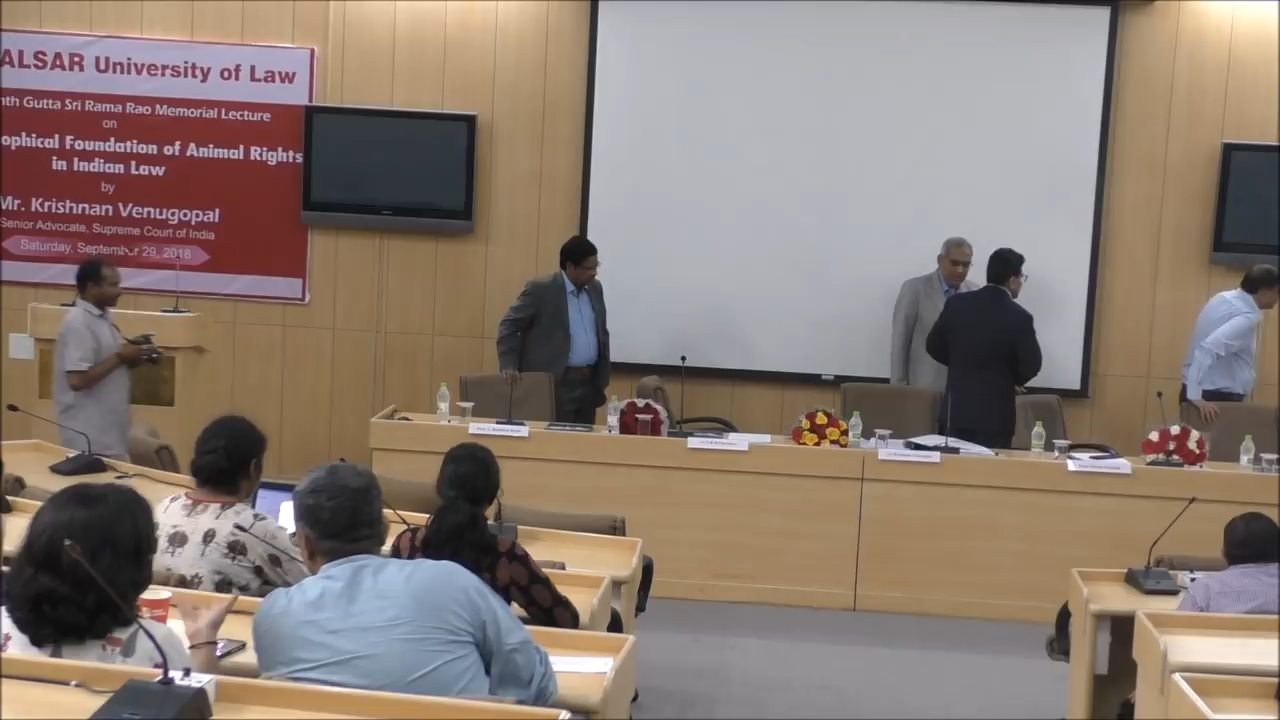 ALSAR University of Law
nth Gutta Sri Rama Rao Memorial Lecture
on
ophical Foundation of Animal Rights
in Indian Law
by
Mr. Krishnan Venugopal
Senior Advocate, Supreme Court of India
Saturday, September 29, 2018